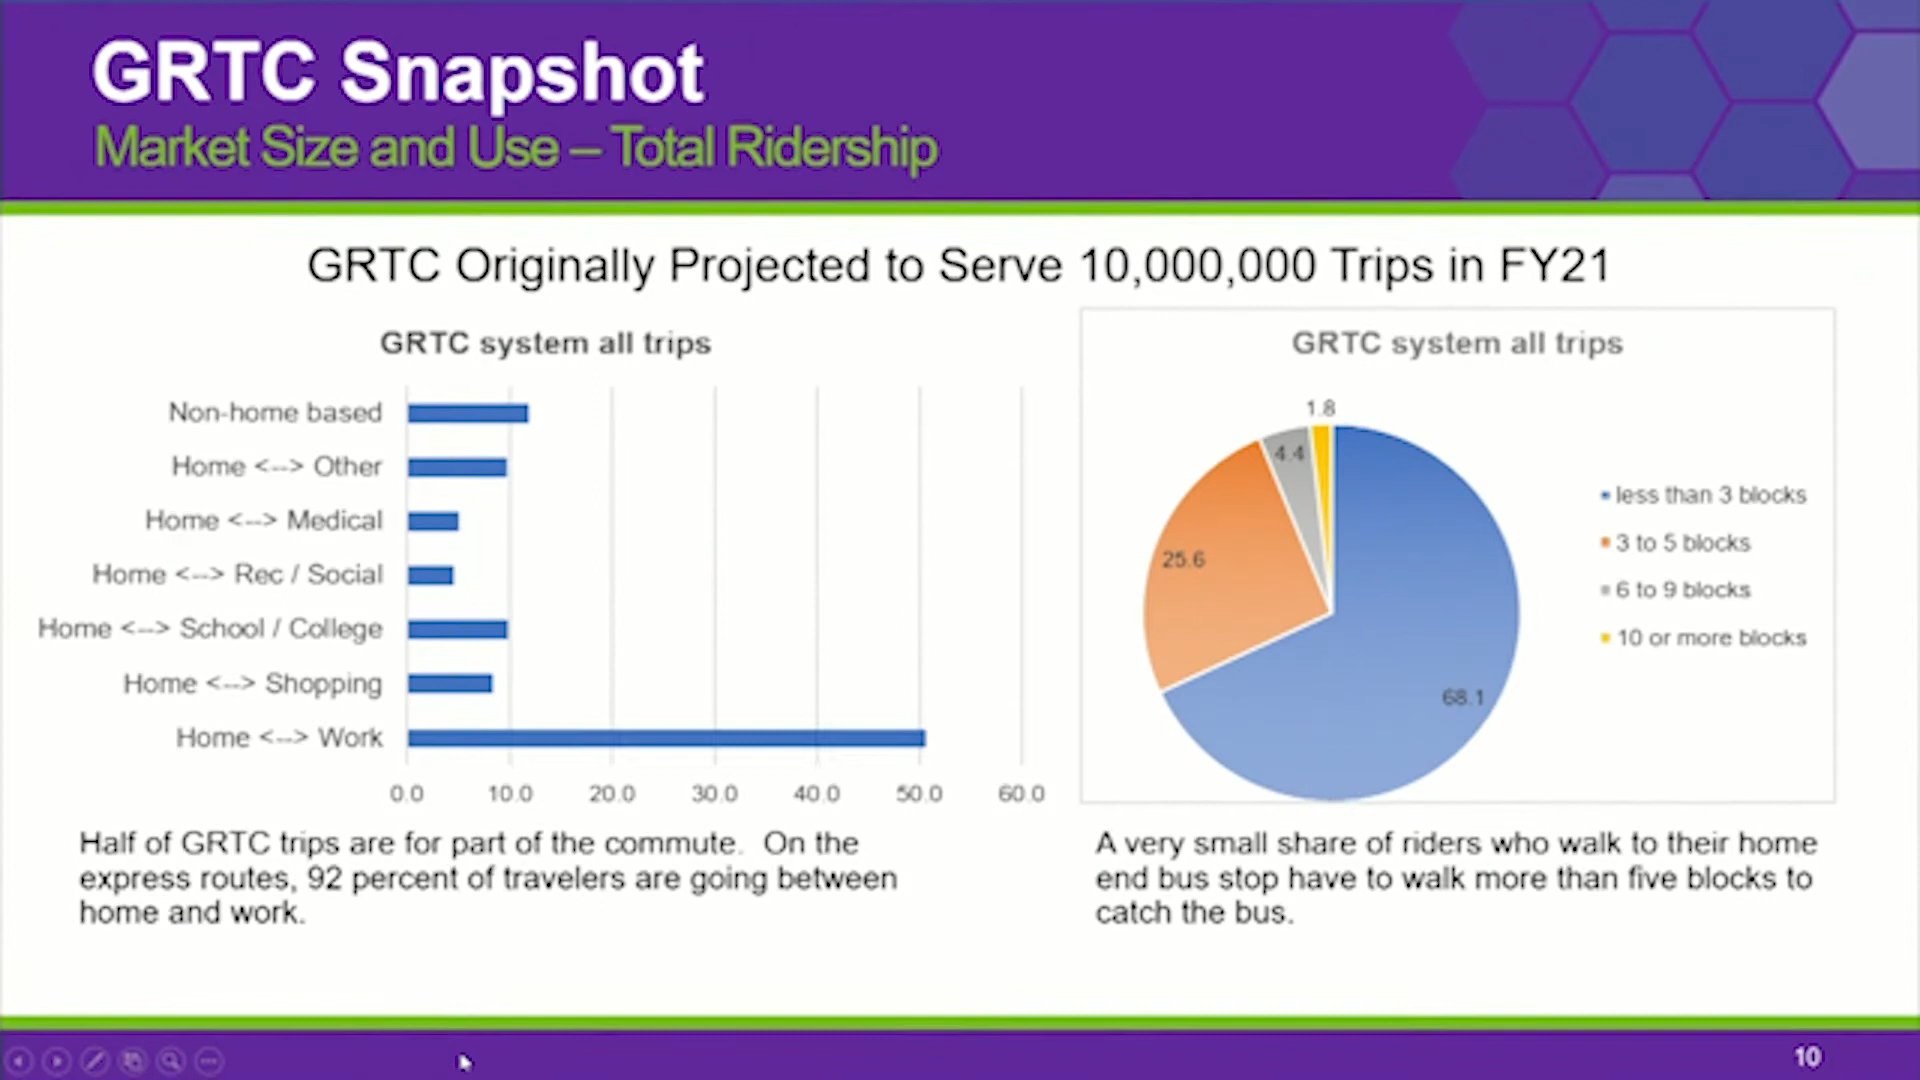 GRTC Snapshot
Market Size and Use – Total Ridership
GRTC Originally Projected to Serve 10,000,000 Trips in FY21
GRTC system all trips
Non-home based
Home <--> Other
Home <--> Medical
Home <--> Rec / Social
Home <--> School / College
Home <--> Shopping
Home <--> Work
0.0 10.0 20.0 30.0 40.0 50.0 60.0
Half of GRTC trips are for part of the commute.  On the
express routes, 92 percent of travelers are going between
home and work.
GRTC system all trips
1.8
4.4
25.6
68.1
less than 3 blocks
3 to 5 blocks
6 to 9 blocks
10 or more blocks
A very small share of riders who walk to their home
end bus stop have to walk more than five blocks to
catch the bus.
10